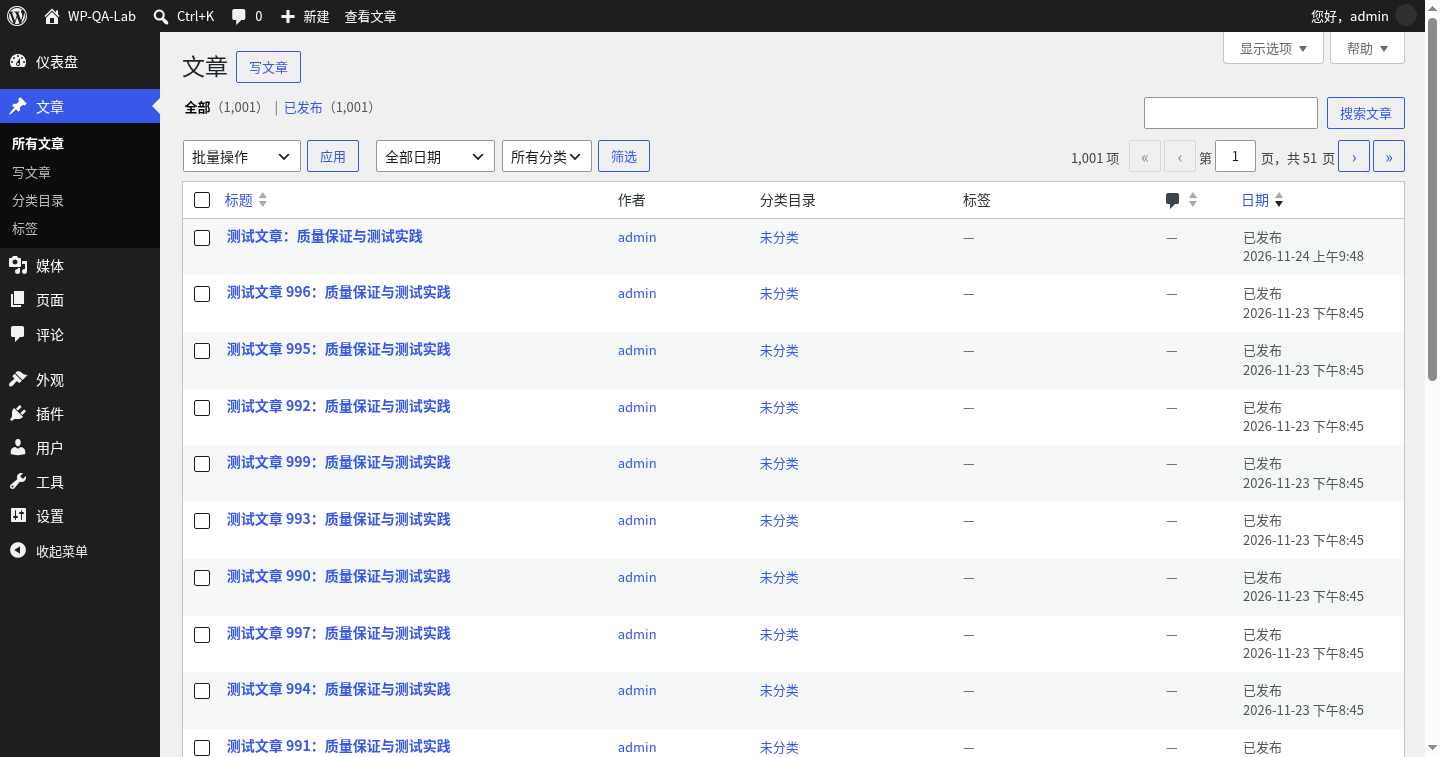 WP-QA-Lab Ctrl+K 0 新建 查看文章 您好，admin
仪表盘
文章
所有文章
写文章
分类目录
标签
媒体
页面
评论
外观
插件
用户
工具
设置
收起菜单
显示选项 帮助
文章 写文章
全部（1,001） | 已发布（1,001）
搜索文章
批量操作 应用 全部日期 所有分类 筛选 1,001 项 « ‹ 第 1 页，共 51 页 › »
标题 作者 分类目录 标签 日期
测试文章：质量保证与测试实践 admin 未分类 — — 已发布
2026-11-24 上午9:48
测试文章 996：质量保证与测试实践 admin 未分类 — — 已发布
2026-11-23 下午8:45
测试文章 995：质量保证与测试实践 admin 未分类 — — 已发布
2026-11-23 下午8:45
测试文章 992：质量保证与测试实践 admin 未分类 — — 已发布
2026-11-23 下午8:45
测试文章 999：质量保证与测试实践 admin 未分类 — — 已发布
2026-11-23 下午8:45
测试文章 993：质量保证与测试实践 admin 未分类 — — 已发布
2026-11-23 下午8:45
测试文章 990：质量保证与测试实践 admin 未分类 — — 已发布
2026-11-23 下午8:45
测试文章 997：质量保证与测试实践 admin 未分类 — — 已发布
2026-11-23 下午8:45
测试文章 994：质量保证与测试实践 admin 未分类 — — 已发布
2026-11-23 下午8:45
测试文章 991：质量保证与测试实践 admin 未分类 — — 已发布